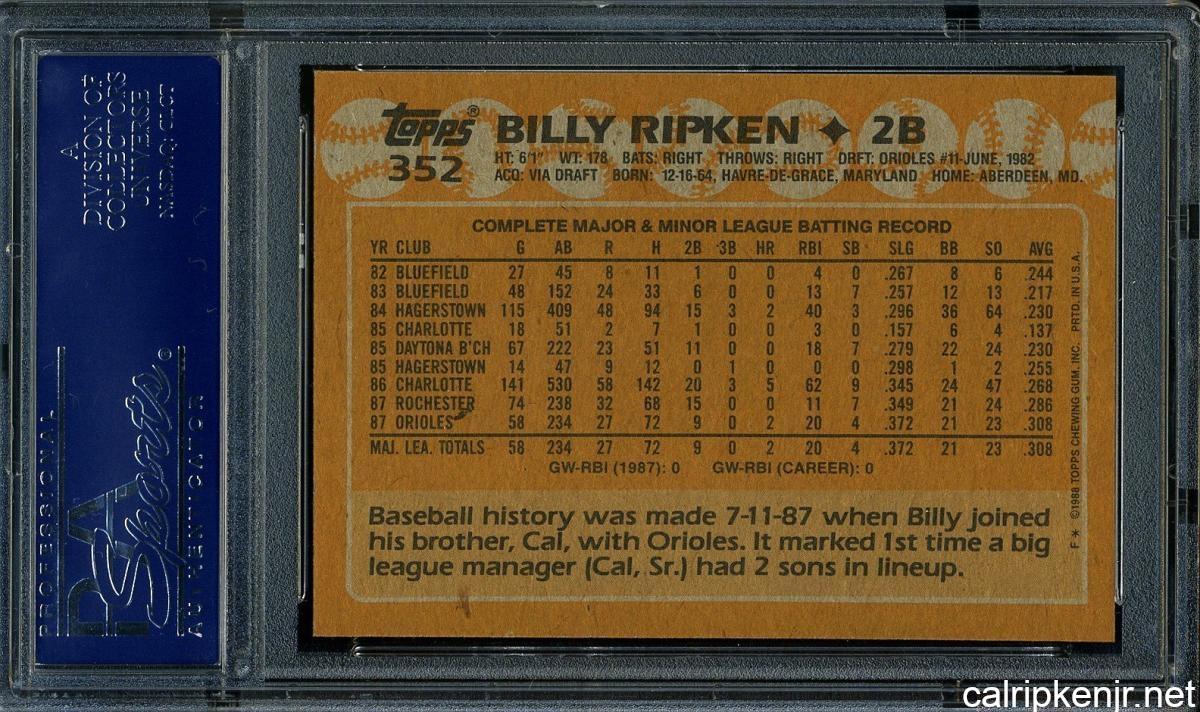 A
DIVISION OF
COLLECTORS
UNIVERSE
NASDAQ: CLCT
PROFESSIONAL
PSA
Sports®
AUTHENTICATOR
topps® BILLY RIPKEN ✦ 2B
352 HT: 6'1" WT: 178 BATS: RIGHT THROWS: RIGHT DRFT: ORIOLES #11-JUNE, 1982
ACQ: VIA DRAFT BORN: 12-16-64, HAVRE-DE-GRACE, MARYLAND HOME: ABERDEEN, MD.
COMPLETE MAJOR & MINOR LEAGUE BATTING RECORD
YR CLUB G AB R H 2B 3B HR RBI SB SLG BB SO AVG
82 BLUEFIELD 27 45 8 11 1 0 0 4 0 .267 8 6 .244
83 BLUEFIELD 48 152 24 33 6 0 0 13 7 .257 12 13 .217
84 HAGERSTOWN 115 409 48 94 15 3 2 40 3 .296 36 64 .230
85 CHARLOTTE 18 51 2 7 1 0 0 3 0 .157 6 4 .137
85 DAYTONA B'CH 67 222 23 51 11 0 0 18 7 .279 22 24 .230
85 HAGERSTOWN 14 47 9 12 0 1 0 0 0 .298 1 2 .255
86 CHARLOTTE 141 530 58 142 20 3 5 62 9 .345 24 47 .268
87 ROCHESTER 74 238 32 68 15 0 0 11 7 .349 21 24 .286
87 ORIOLES 58 234 27 72 9 0 2 20 4 .372 21 23 .308
MAJ. LEA. TOTALS 58 234 27 72 9 0 2 20 4 .372 21 23 .308
GW-RBI (1987): 0 GW-RBI (CAREER): 0
Baseball history was made 7-11-87 when Billy joined
his brother, Cal, with Orioles. It marked 1st time a big
league manager (Cal, Sr.) had 2 sons in lineup.
F* ©1988 TOPPS CHEWING GUM, INC. PRTD. IN U.S.A.
calripkenjr.net